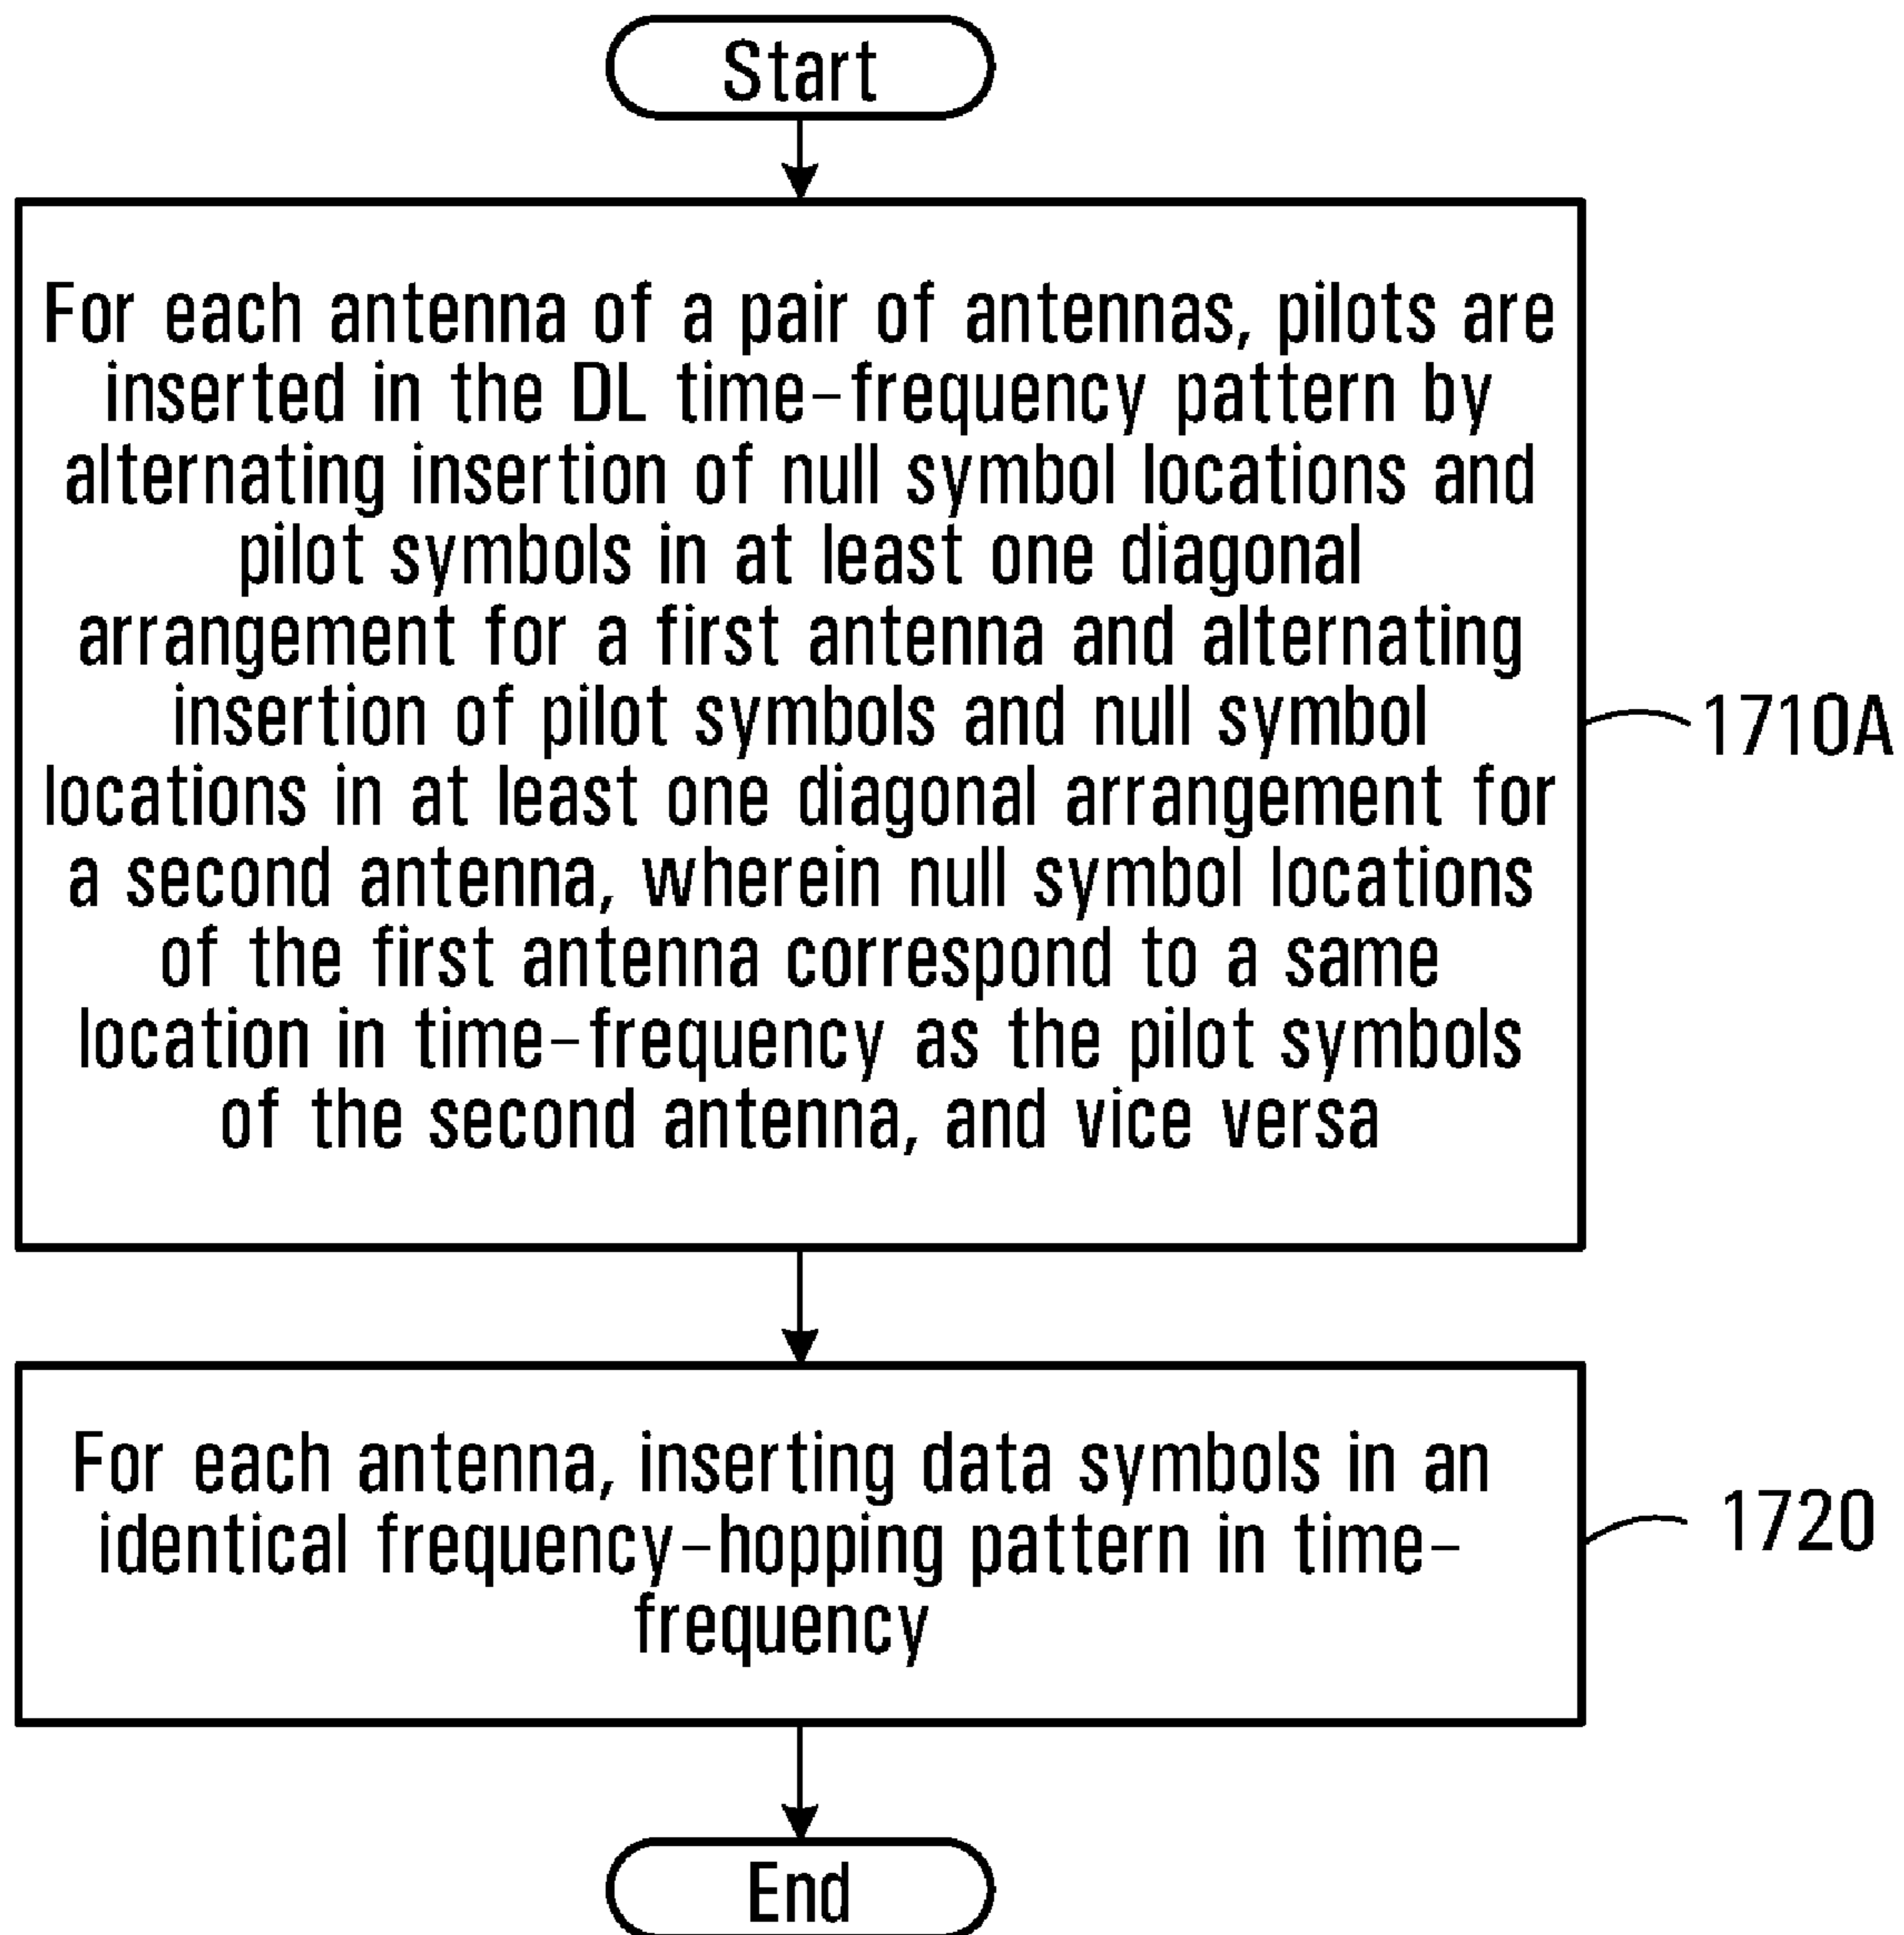 Start
For each antenna of a pair of antennas, pilots are
inserted in the DL time-frequency pattern by
alternating insertion of null symbol locations and
pilot symbols in at least one diagonal
arrangement for a first antenna and alternating
insertion of pilot symbols and null symbol
locations in at least one diagonal arrangement for
a second antenna, wherein null symbol locations
of the first antenna correspond to a same
location in time-frequency as the pilot symbols
of the second antenna, and vice versa
1710A
For each antenna, inserting data symbols in an
identical frequency-hopping pattern in time-
frequency
1720
End